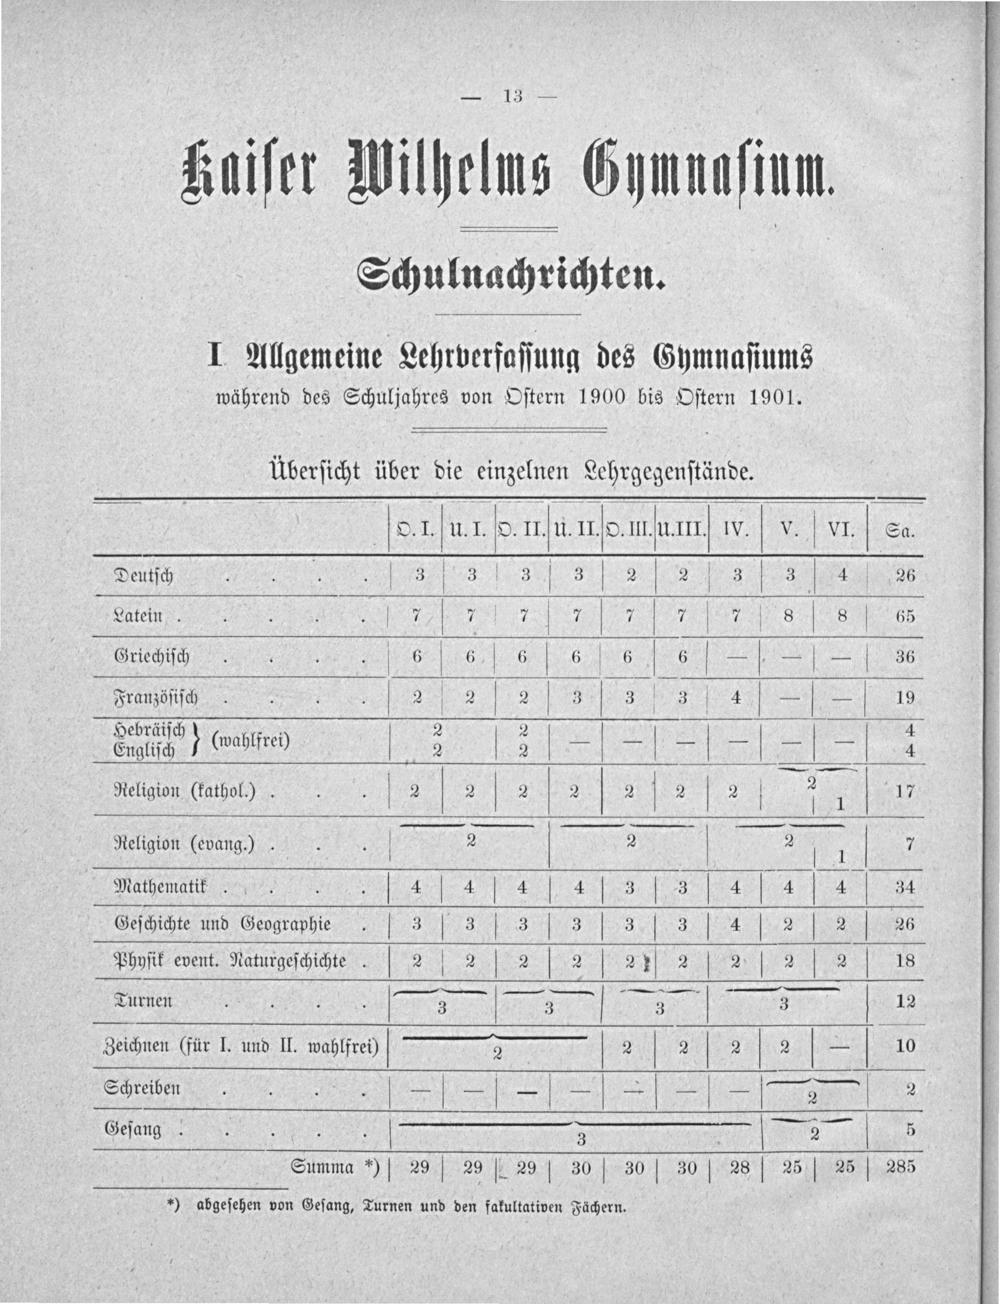 — 13 —
Kaiser Wilhelms Gymnasium.
Schulnachrichten.
I Allgemeine Lehrverfassung des Gymnasiums
während des Schuljahres von Ostern 1900 bis Ostern 1901.
Übersicht über die einzelnen Lehrgegenstände.
O. I. U. I. O. II. U. II. O. III. U. III. IV. V. VI. Sa.
Deutsch . . . . 3 3 3 3 2 2 3 3 4 26
Latein . . . . . 7 7 7 7 7 7 7 8 8 65
Griechisch . . . . 6 6 6 6 6 6 — — — 36
Französisch . . . . 2 2 2 3 3 3 4 — — 19
Hebräisch } (wahlfrei) 2 2 — — — — — — 4
Englisch 2 2 4
Religion (kathol.) . . . 2 2 2 2 2 2 2 2 1 17
Religion (evang.) . . . 2 2 2 1 7
Mathematik . . . . 4 4 4 4 3 3 4 4 4 34
Geschichte und Geographie . 3 3 3 3 3 3 4 2 2 26
Physik event. Naturgeschichte . 2 2 2 2 2 2 2 2 2 18
Turnen . . . . 3 3 3 3 12
Zeichnen (für I. und II. wahlfrei) 2 2 2 2 2 — 10
Schreiben . . . . — — — — — — — 2 2
Gesang . . . . . 3 2 5
Summa *) 29 29 29 30 30 30 28 25 25 285
*) abgesehen von Gesang, Turnen und den fakultativen Fächern.